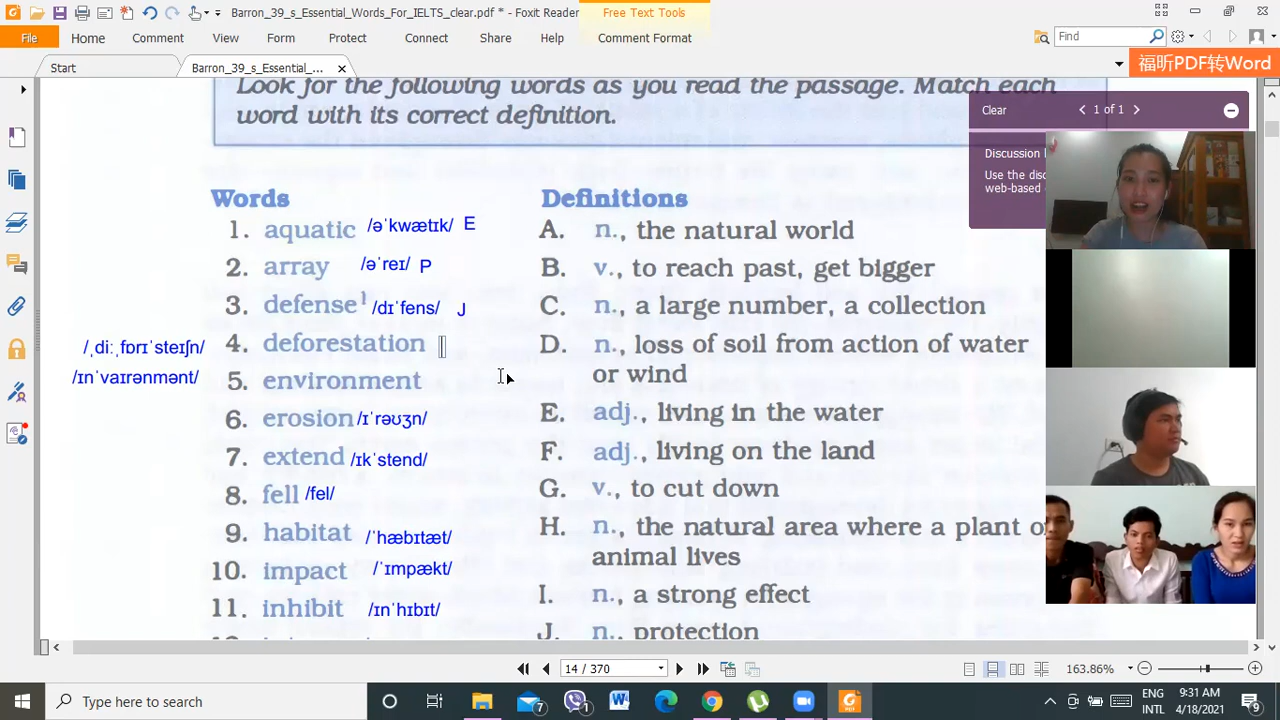 Barron_39_s_Essential_Words_For_IELTS_clear.pdf * - Foxit Reader
Free Text Tools
File Home Comment View Form Protect Connect Share Help Comment Format Find
Start Barron_39_s_Essential_...
福昕PDF转Word
Look for the following words as you read the passage. Match each
word with its correct definition.
Clear 1 of 1
Discussion
Use the disc
web-based
Words
1. aquatic /əˈkwætɪk/ E
2. array /əˈreɪ/ P
3. defense¹ /dɪˈfens/ J
/ˌdiːˌfɒrɪˈsteɪʃn/ 4. deforestation
/ɪnˈvaɪrənmənt/ 5. environment
6. erosion /ɪˈrəʊʒn/
7. extend /ɪkˈstend/
8. fell /fel/
9. habitat /ˈhæbɪtæt/
10. impact /ˈɪmpækt/
11. inhibit /ɪnˈhɪbɪt/
Definitions
A. n., the natural world
B. v., to reach past, get bigger
C. n., a large number, a collection
D. n., loss of soil from action of water
or wind
E. adj., living in the water
F. adj., living on the land
G. v., to cut down
H. n., the natural area where a plant o
animal lives
I. n., a strong effect
J. n., protection
14 / 370 163.86%
Type here to search 7 1 ENG 9:31 AM
INTL 4/18/2021 9